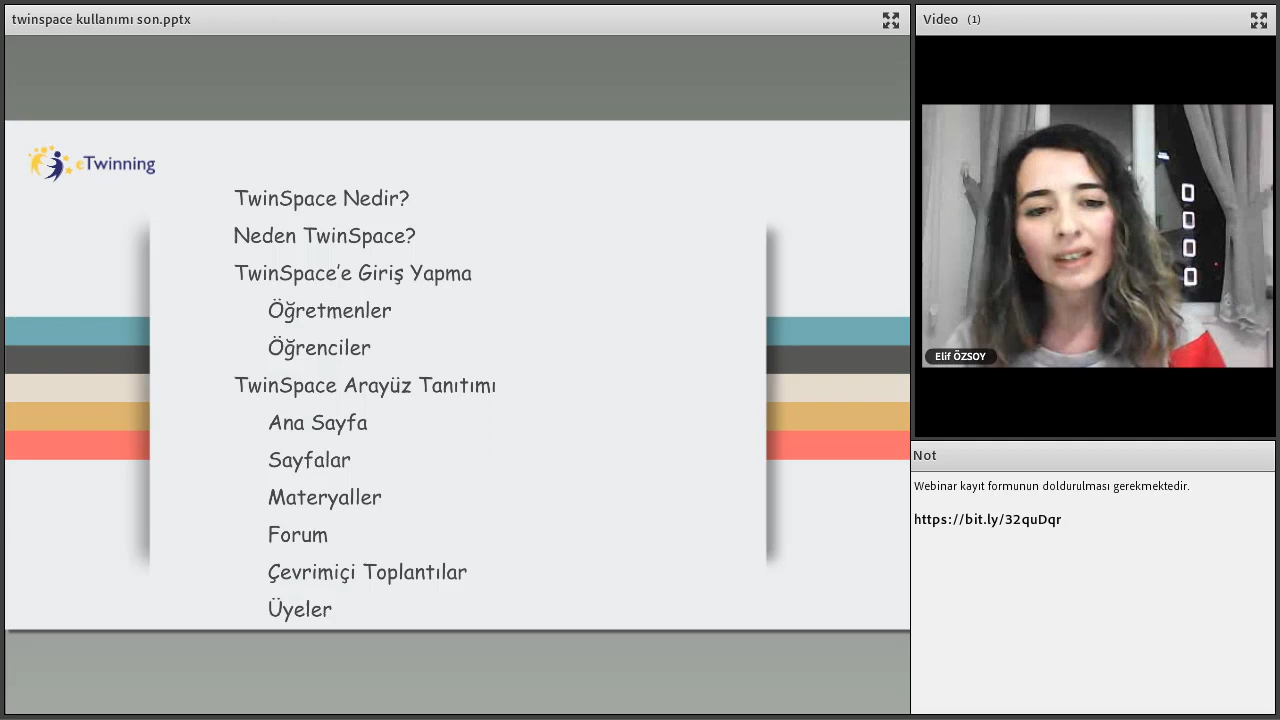 twinspace kullanımı son.pptx
eTwinning
TwinSpace Nedir?
Neden TwinSpace?
TwinSpace'e Giriş Yapma
Öğretmenler
Öğrenciler
TwinSpace Arayüz Tanıtımı
Ana Sayfa
Sayfalar
Materyaller
Forum
Çevrimiçi Toplantılar
Üyeler
Video (1)
Elif ÖZSOY
Not
Webinar kayıt formunun doldurulması gerekmektedir.
https://bit.ly/32quDqr